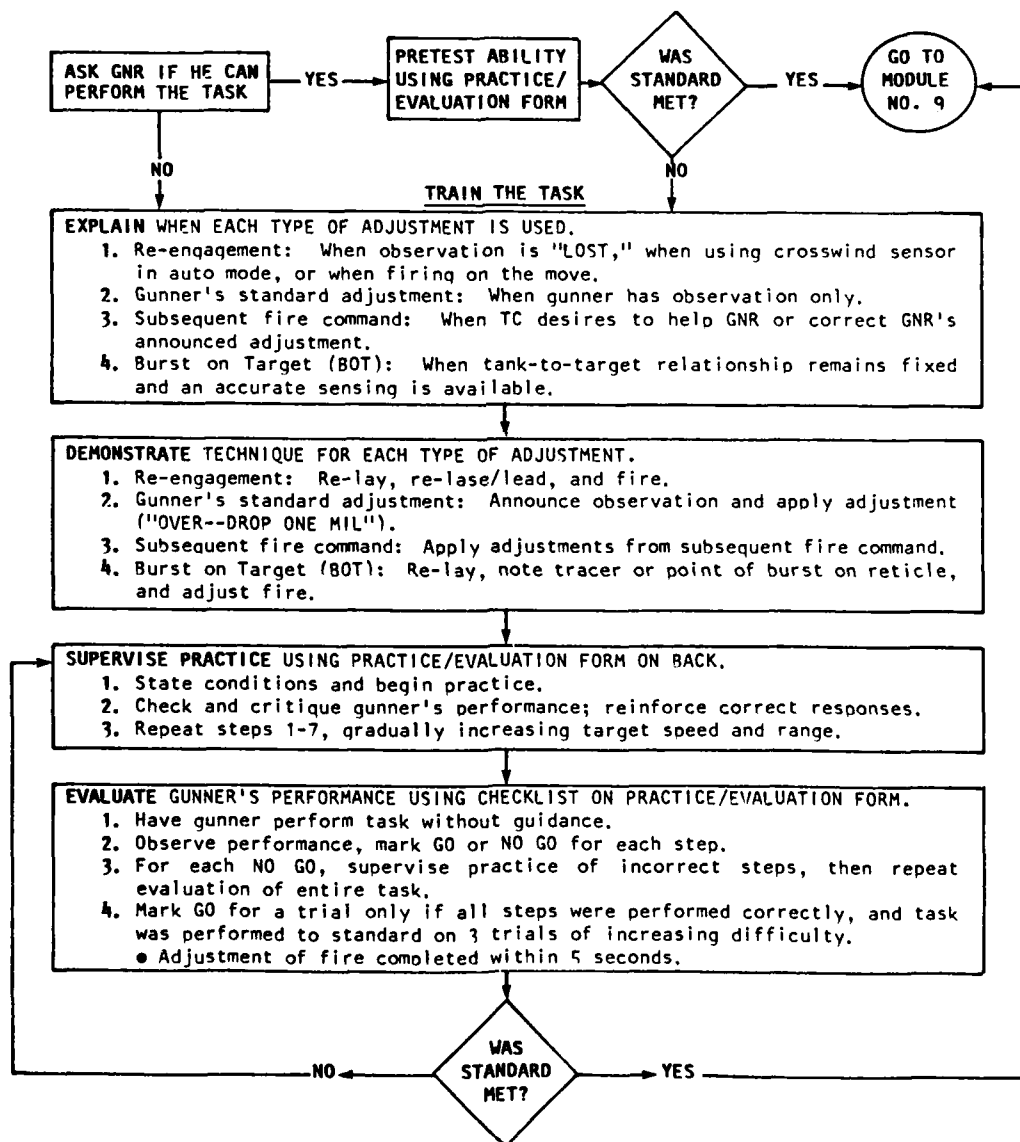 ASK GNR IF HE CAN
PERFORM THE TASK
YES
PRETEST ABILITY
USING PRACTICE/
EVALUATION FORM
WAS
STANDARD
MET?
YES
GO TO
MODULE
NO. 9
NO
NO
TRAIN THE TASK
EXPLAIN WHEN EACH TYPE OF ADJUSTMENT IS USED.
1. Re-engagement: When observation is "LOST," when using crosswind sensor
in auto mode, or when firing on the move.
2. Gunner's standard adjustment: When gunner has observation only.
3. Subsequent fire command: When TC desires to help GNR or correct GNR's
announced adjustment.
4. Burst on Target (BOT): When tank-to-target relationship remains fixed
and an accurate sensing is available.
DEMONSTRATE TECHNIQUE FOR EACH TYPE OF ADJUSTMENT.
1. Re-engagement: Re-lay, re-lase/lead, and fire.
2. Gunner's standard adjustment: Announce observation and apply adjustment
("OVER--DROP ONE MIL").
3. Subsequent fire command: Apply adjustments from subsequent fire command.
4. Burst on Target (BOT): Re-lay, note tracer or point of burst on reticle,
and adjust fire.
SUPERVISE PRACTICE USING PRACTICE/EVALUATION FORM ON BACK.
1. State conditions and begin practice.
2. Check and critique gunner's performance; reinforce correct responses.
3. Repeat steps 1-7, gradually increasing target speed and range.
EVALUATE GUNNER'S PERFORMANCE USING CHECKLIST ON PRACTICE/EVALUATION FORM.
1. Have gunner perform task without guidance.
2. Observe performance, mark GO or NO GO for each step.
3. For each NO GO, supervise practice of incorrect steps, then repeat
evaluation of entire task.
4. Mark GO for a trial only if all steps were performed correctly, and task
was performed to standard on 3 trials of increasing difficulty.
● Adjustment of fire completed within 5 seconds.
WAS
STANDARD
MET?
NO
YES